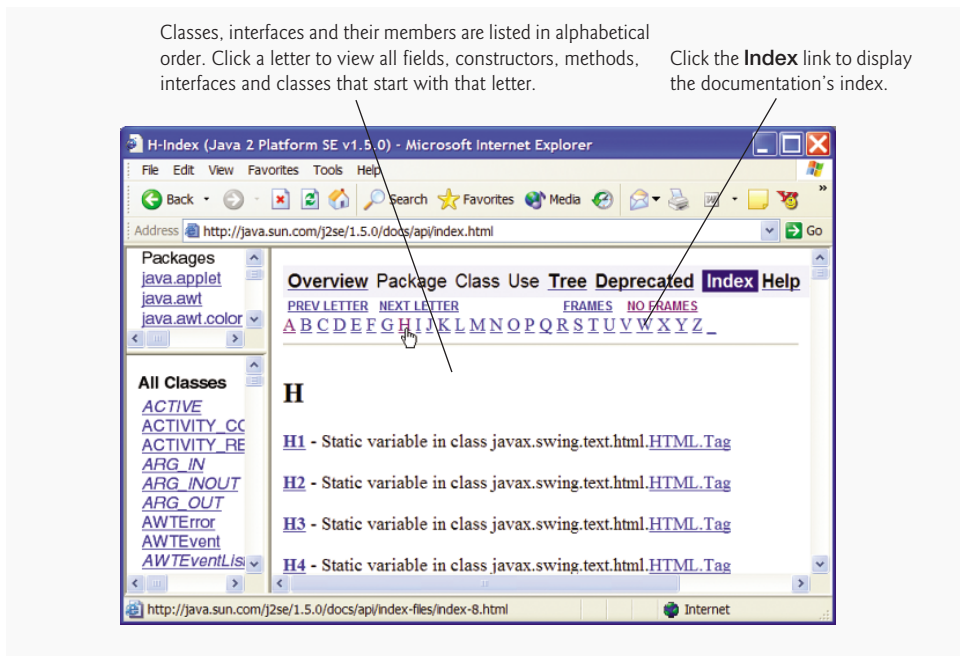 Classes, interfaces and their members are listed in alphabetical
order. Click a letter to view all fields, constructors, methods,
interfaces and classes that start with that letter.
Click the Index link to display
the documentation's index.
H-Index (Java 2 Platform SE v1.5.0) - Microsoft Internet Explorer
File Edit View Favorites Tools Help
Back Search Favorites Media »
Address http://java.sun.com/j2se/1.5.0/docs/api/index.html Go
Packages
java.applet
java.awt
java.awt.color
All Classes
ACTIVE
ACTIVITY_CO
ACTIVITY_RE
ARG_IN
ARG_INOUT
ARG_OUT
AWTError
AWTEvent
AWTEventLis
Overview Package Class Use Tree Deprecated Index Help
PREV LETTER NEXT LETTER FRAMES NO FRAMES
A B C D E F G H I J K L M N O P Q R S T U V W X Y Z _
H
H1 - Static variable in class javax.swing.text.html.HTML.Tag
H2 - Static variable in class javax.swing.text.html.HTML.Tag
H3 - Static variable in class javax.swing.text.html.HTML.Tag
H4 - Static variable in class javax.swing.text.html.HTML.Tag
http://java.sun.com/j2se/1.5.0/docs/api/index-files/index-8.html Internet